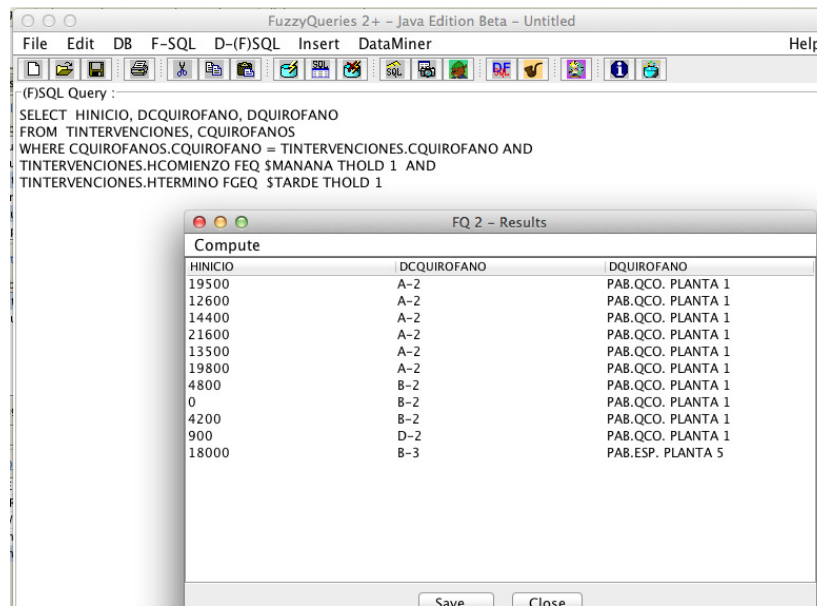 FuzzyQueries 2+ – Java Edition Beta – Untitled
File Edit DB F-SQL D-(F)SQL Insert DataMiner Help
SQL SQL DF
(F)SQL Query :
SELECT HINICIO, DCQUIROFANO, DQUIROFANO
FROM TINTERVENCIONES, CQUIROFANOS
WHERE CQUIROFANOS.CQUIROFANO = TINTERVENCIONES.CQUIROFANO AND
TINTERVENCIONES.HCOMIENZO FEQ $MANANA THOLD 1 AND
TINTERVENCIONES.HTERMINO FGEQ $TARDE THOLD 1
FQ 2 – Results
Compute
HINICIO DCQUIROFANO DQUIROFANO
19500 A-2 PAB.QCO. PLANTA 1
12600 A-2 PAB.QCO. PLANTA 1
14400 A-2 PAB.QCO. PLANTA 1
21600 A-2 PAB.QCO. PLANTA 1
13500 A-2 PAB.QCO. PLANTA 1
19800 A-2 PAB.QCO. PLANTA 1
4800 B-2 PAB.QCO. PLANTA 1
0 B-2 PAB.QCO. PLANTA 1
4200 B-2 PAB.QCO. PLANTA 1
900 D-2 PAB.QCO. PLANTA 1
18000 B-3 PAB.ESP. PLANTA 5
Save Close